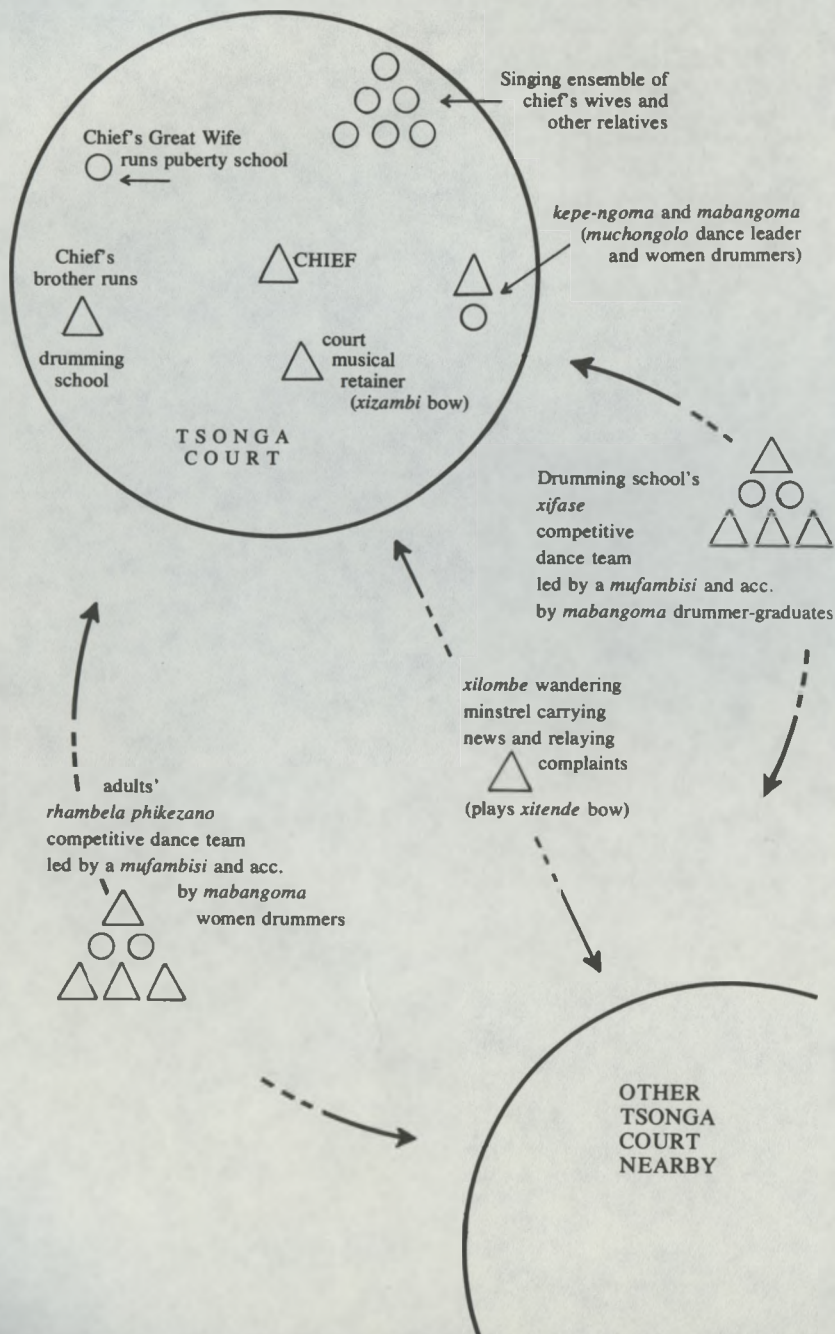 Singing ensemble of
chief's wives and
other relatives
Chief's Great Wife
runs puberty school
kepe-ngoma and mabangoma
(muchongolo dance leader
and women drummers)
Chief's
brother runs
drumming
school
CHIEF
court
musical
retainer
(xizambi bow)
TSONGA
COURT
Drumming school's
xifase
competitive
dance team
led by a mufambisi and acc.
by mabangoma drummer-graduates
xilombe wandering
minstrel carrying
news and relaying
complaints
(plays xitende bow)
adults'
rhambela phikezano
competitive dance team
led by a mufambisi and acc.
by mabangoma
women drummers
OTHER
TSONGA
COURT
NEARBY